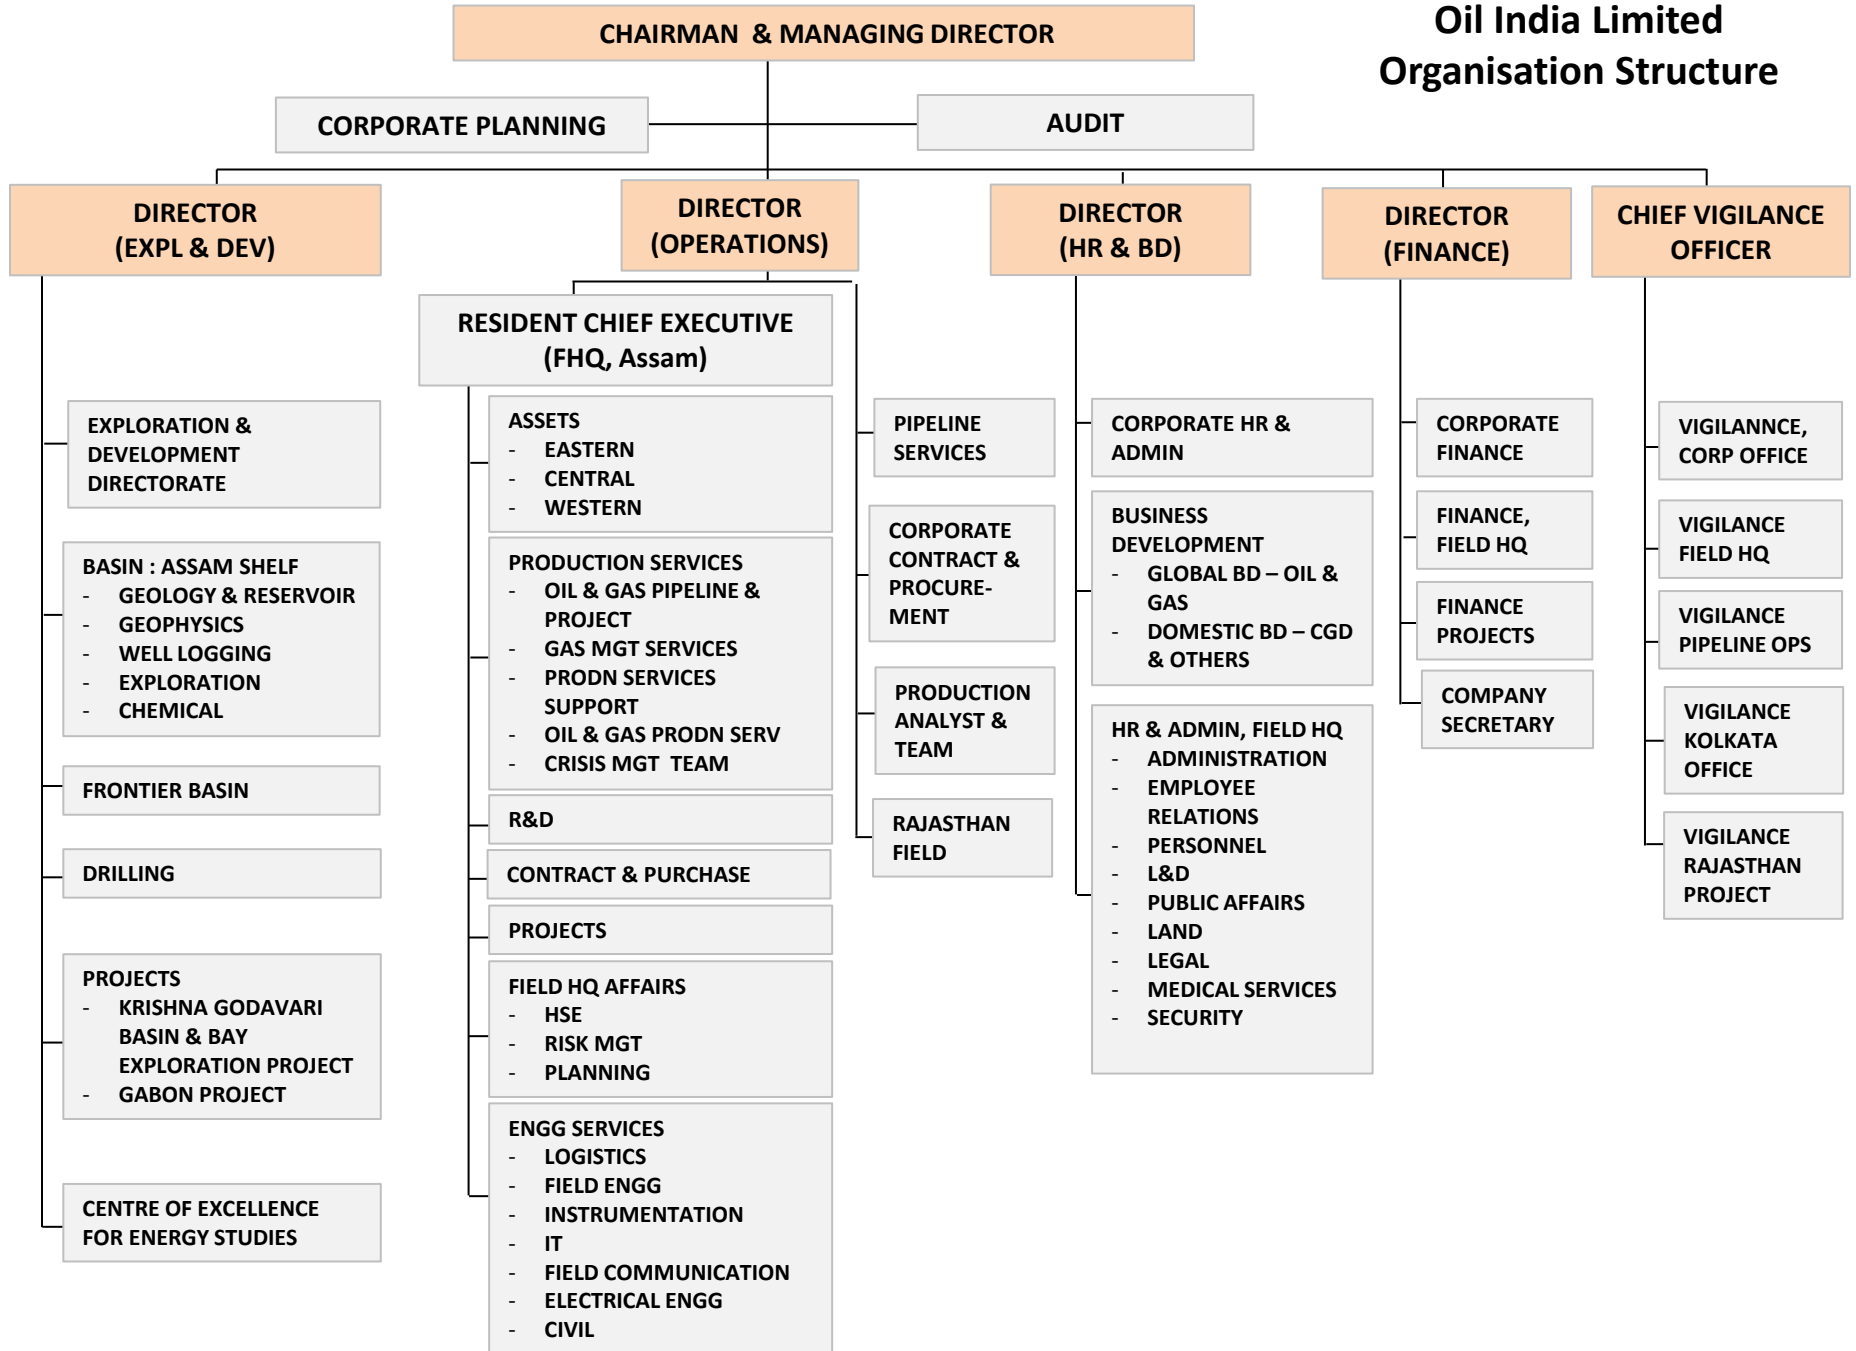 Oil India Limited
Organisation Structure
CHAIRMAN & MANAGING DIRECTOR
CORPORATE PLANNING
AUDIT
DIRECTOR
(EXPL & DEV)
DIRECTOR
(OPERATIONS)
DIRECTOR
(HR & BD)
DIRECTOR
(FINANCE)
CHIEF VIGILANCE
OFFICER
EXPLORATION &
DEVELOPMENT
DIRECTORATE
BASIN : ASSAM SHELF
- GEOLOGY & RESERVOIR
- GEOPHYSICS
- WELL LOGGING
- EXPLORATION
- CHEMICAL
FRONTIER BASIN
DRILLING
PROJECTS
- KRISHNA GODAVARI
BASIN & BAY
EXPLORATION PROJECT
- GABON PROJECT
CENTRE OF EXCELLENCE
FOR ENERGY STUDIES
RESIDENT CHIEF EXECUTIVE
(FHQ, Assam)
ASSETS
- EASTERN
- CENTRAL
- WESTERN
PRODUCTION SERVICES
- OIL & GAS PIPELINE &
PROJECT
- GAS MGT SERVICES
- PRODN SERVICES
SUPPORT
- OIL & GAS PRODN SERV
- CRISIS MGT TEAM
R&D
CONTRACT & PURCHASE
PROJECTS
FIELD HQ AFFAIRS
- HSE
- RISK MGT
- PLANNING
ENGG SERVICES
- LOGISTICS
- FIELD ENGG
- INSTRUMENTATION
- IT
- FIELD COMMUNICATION
- ELECTRICAL ENGG
- CIVIL
PIPELINE
SERVICES
CORPORATE
CONTRACT &
PROCURE-
MENT
PRODUCTION
ANALYST &
TEAM
RAJASTHAN
FIELD
CORPORATE HR &
ADMIN
BUSINESS
DEVELOPMENT
- GLOBAL BD – OIL &
GAS
- DOMESTIC BD – CGD
& OTHERS
HR & ADMIN, FIELD HQ
- ADMINISTRATION
- EMPLOYEE
RELATIONS
- PERSONNEL
- L&D
- PUBLIC AFFAIRS
- LAND
- LEGAL
- MEDICAL SERVICES
- SECURITY
CORPORATE
FINANCE
FINANCE,
FIELD HQ
FINANCE
PROJECTS
COMPANY
SECRETARY
VIGILANNCE,
CORP OFFICE
VIGILANCE
FIELD HQ
VIGILANCE
PIPELINE OPS
VIGILANCE
KOLKATA
OFFICE
VIGILANCE
RAJASTHAN
PROJECT